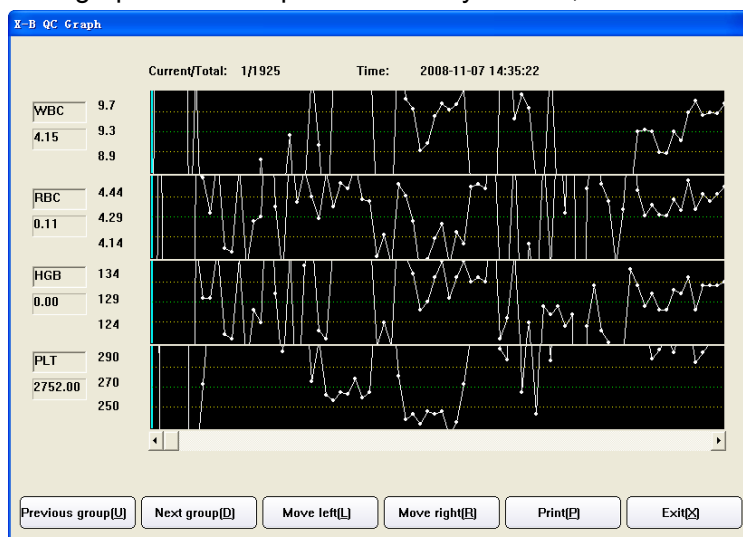 X-B QC Graph
Current/Total: 1/1925 Time: 2008-11-07 14:35:22
WBC 9.7
4.15 9.3
8.9
RBC 4.44
0.11 4.29
4.14
HGB 134
0.00 129
124
PLT 290
2752.00 270
250
Previous group[U] Next group[D] Move left[L] Move right[R] Print[P] Exit[X]